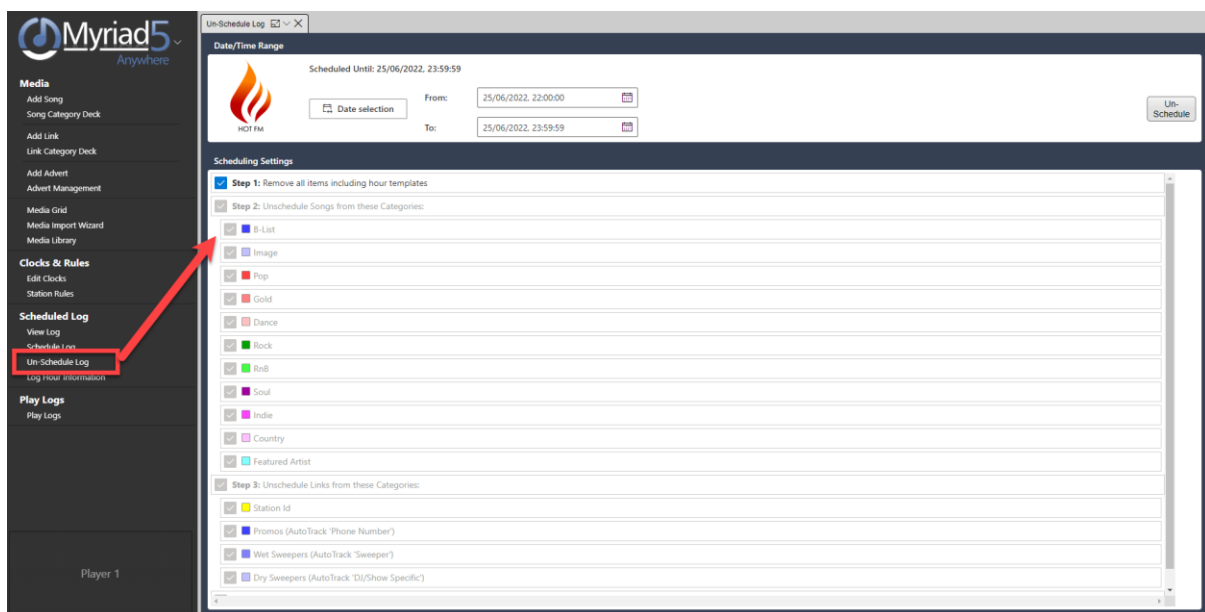 Myriad5
Anywhere
Media
Add Song
Song Category Deck
Add Link
Link Category Deck
Add Advert
Advert Management
Media Grid
Media Import Wizard
Media Library
Clocks & Rules
Edit Clocks
Station Rules
Scheduled Log
View Log
Schedule Log
Un-Schedule Log
Log Hour Information
Play Logs
Play Logs
Player 1
Un-Schedule Log
Date/Time Range
HOT FM
Scheduled Until: 25/06/2022, 23:59:59
Date selection
From: 25/06/2022, 22:00:00
To: 25/06/2022, 23:59:59
Un-
Schedule
Scheduling Settings
Step 1: Remove all items including hour templates
Step 2: Unschedule Songs from these Categories:
B-List
Image
Pop
Gold
Dance
Rock
RnB
Soul
Indie
Country
Featured Artist
Step 3: Unschedule Links from these Categories:
Station Id
Promos (AutoTrack 'Phone Number')
Wet Sweepers (AutoTrack 'Sweeper')
Dry Sweepers (AutoTrack 'DJ/Show Specific')